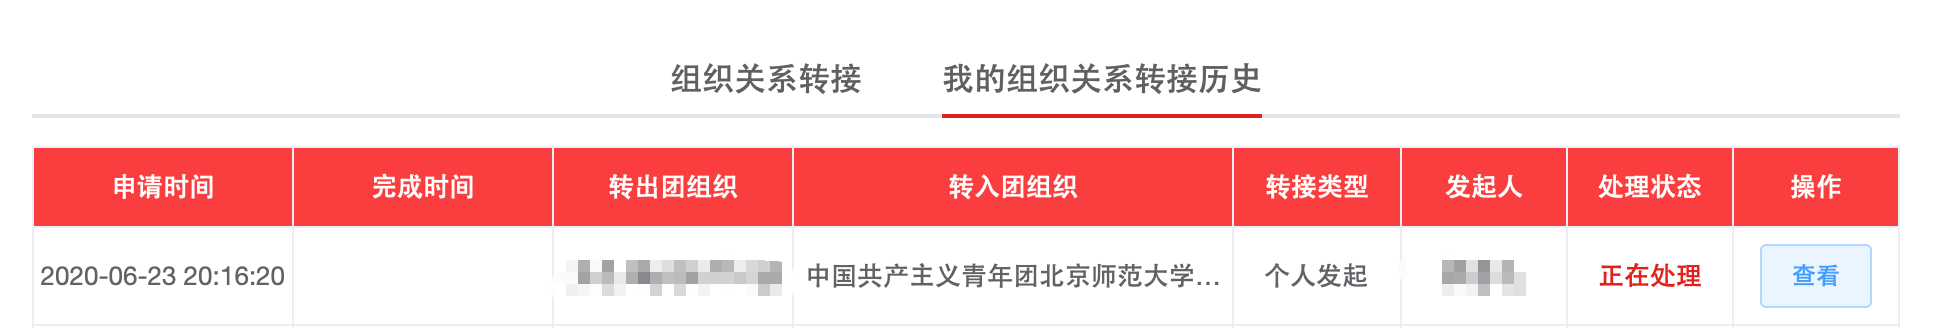 组织关系转接 我的组织关系转接历史
申请时间 完成时间 转出团组织 转入团组织 转接类型 发起人 处理状态 操作
2020-06-23 20:16:20 中国共产主义青年团北京师范大学... 个人发起 正在处理 查看